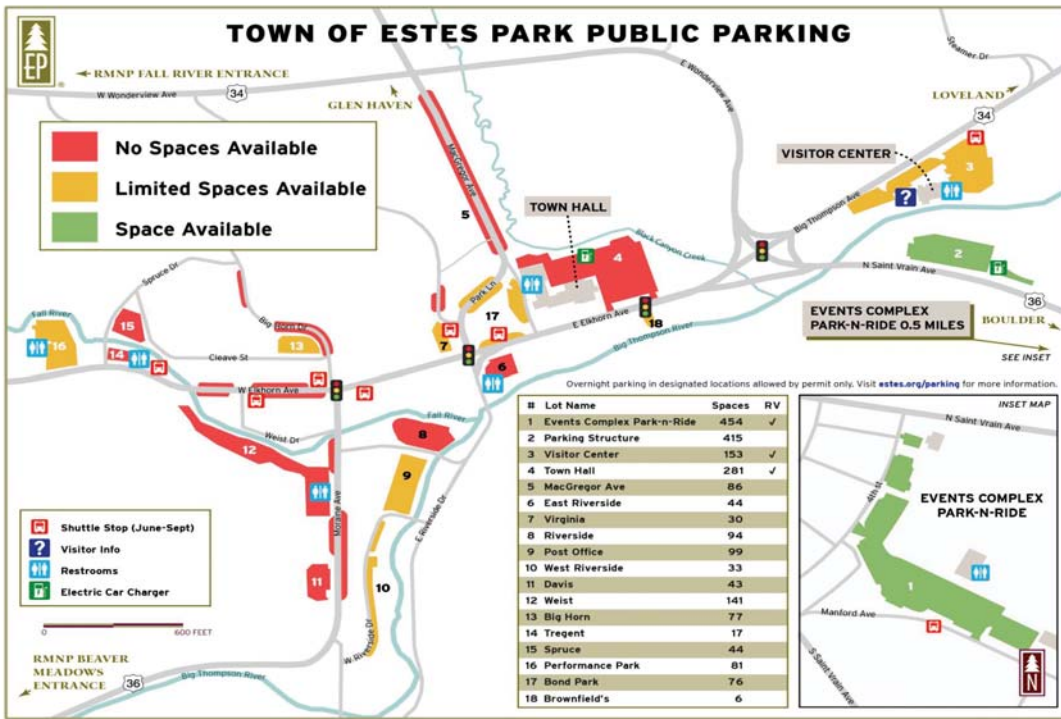 TOWN OF ESTES PARK PUBLIC PARKING
EP
RMNP FALL RIVER ENTRANCE
W Wonderview Ave
34
GLEN HAVEN
E Wonderview Ave
Steamer Dr
LOVELAND
34
No Spaces Available
Limited Spaces Available
Space Available
MacGregor Ave
5
VISITOR CENTER
3
?
TOWN HALL
Big Thompson Ave
Black Canyon Creek
4
2
N Saint Vrain Ave
36
Spruce Dr
Park Ln
17
EVENTS COMPLEX
PARK-N-RIDE 0.5 MILES
BOULDER
SEE INSET
Fall River
15
16
14
Big Horn Dr
13
Cleave St
7
E Elkhorn Ave
18
Big Thompson River
6
W Elkhorn Ave
Overnight parking in designated locations allowed by permit only. Visit estes.org/parking for more information.
Fall River
Weist Dr
12
8
9
Moraine Ave
E Riverside Dr
10
11
W Riverside Dr
Shuttle Stop (June-Sept)
? Visitor Info
Restrooms
Electric Car Charger
0 600 FEET
RMNP BEAVER
MEADOWS
ENTRANCE
36
Big Thompson River
# Lot Name Spaces RV
1 Events Complex Park-n-Ride 454 √
2 Parking Structure 415
3 Visitor Center 153 √
4 Town Hall 281 √
5 MacGregor Ave 86
6 East Riverside 44
7 Virginia 30
8 Riverside 94
9 Post Office 99
10 West Riverside 33
11 Davis 43
12 Weist 141
13 Big Horn 77
14 Tregent 17
15 Spruce 44
16 Performance Park 81
17 Bond Park 76
18 Brownfield's 6
INSET MAP
N Saint Vrain Ave
4th St
EVENTS COMPLEX
PARK-N-RIDE
1
Manford Ave
S Saint Vrain Ave
N